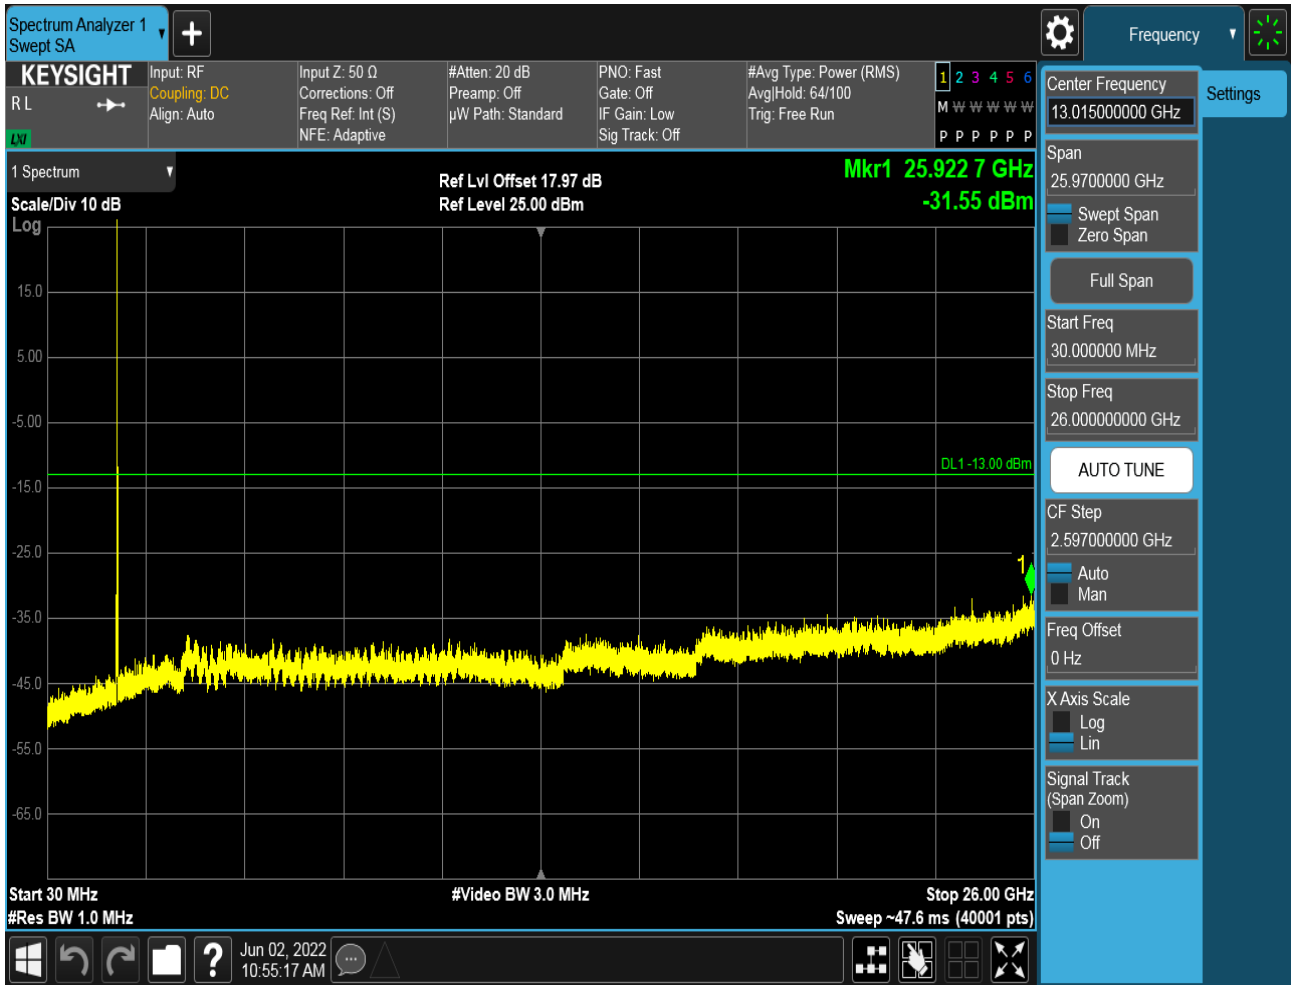 Spectrum Analyzer 1
Swept SA
Frequency
KEYSIGHT
R L
LXI
Input: RF
Coupling: DC
Align: Auto
Input Z: 50 Ω
Corrections: Off
Freq Ref: Int (S)
NFE: Adaptive
#Atten: 20 dB
Preamp: Off
µW Path: Standard
PNO: Fast
Gate: Off
IF Gain: Low
Sig Track: Off
#Avg Type: Power (RMS)
Avg|Hold: 64/100
Trig: Free Run
1 2 3 4 5 6
M W W W W W
P P P P P P
1 Spectrum
Scale/Div 10 dB
Log
Ref Lvl Offset 17.97 dB
Ref Level 25.00 dBm
Mkr1 25.922 7 GHz
-31.55 dBm
15.0
5.00
-5.00
-15.0
-25.0
-35.0
-45.0
-55.0
-65.0
DL1 -13.00 dBm
1
Start 30 MHz
#Res BW 1.0 MHz
#Video BW 3.0 MHz
Stop 26.00 GHz
Sweep ~47.6 ms (40001 pts)
Center Frequency
13.015000000 GHz
Settings
Span
25.9700000 GHz
Swept Span
Zero Span
Full Span
Start Freq
30.000000 MHz
Stop Freq
26.000000000 GHz
AUTO TUNE
CF Step
2.597000000 GHz
Auto
Man
Freq Offset
0 Hz
X Axis Scale
Log
Lin
Signal Track
(Span Zoom)
On
Off
?
Jun 02, 2022
10:55:17 AM